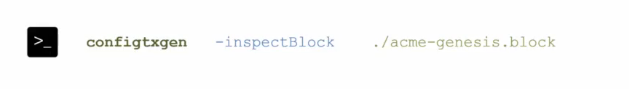 >_ configtxgen -inspectBlock ./acme-genesis.block